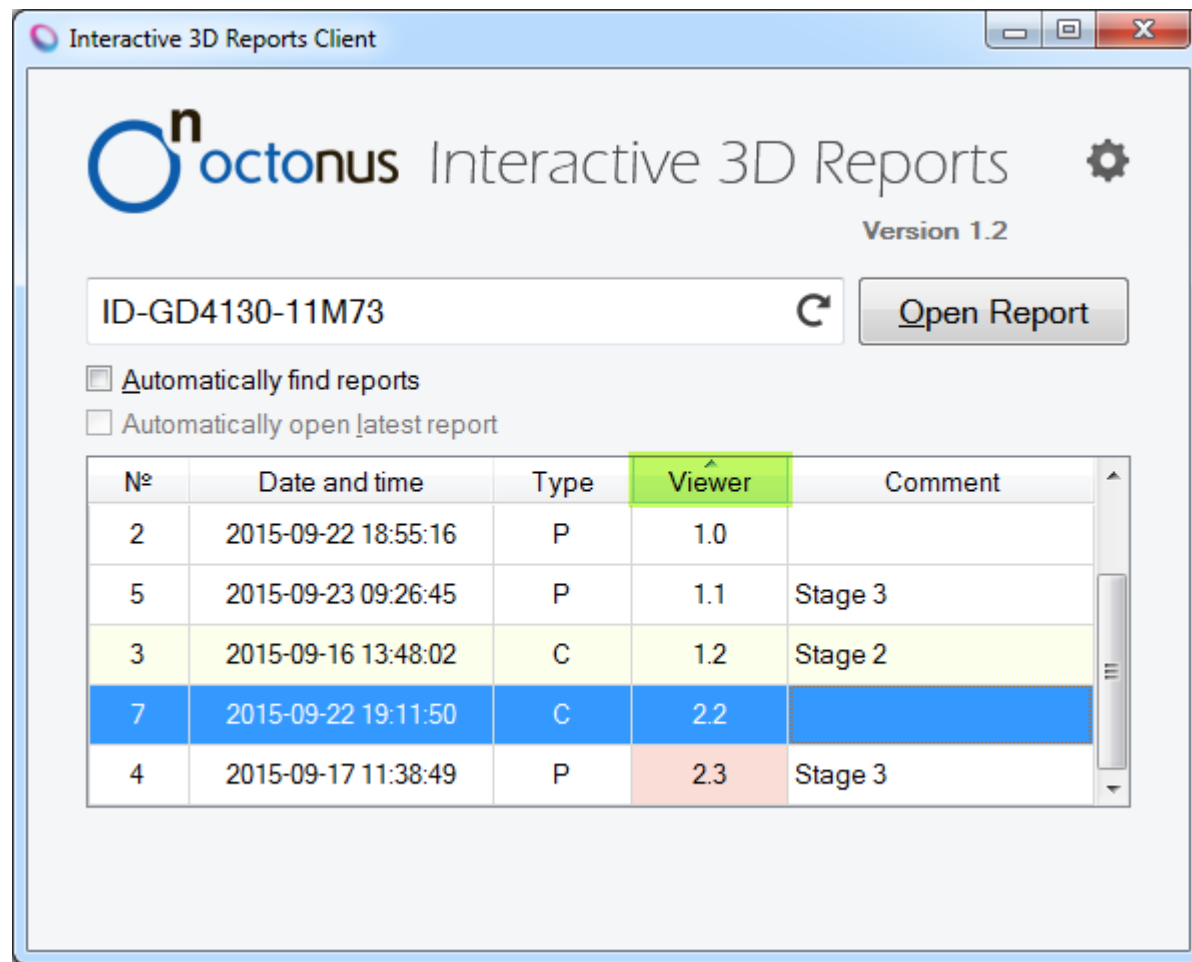 Interactive 3D Reports Client
n
octonus Interactive 3D Reports
Version 1.2
ID-GD4130-11M73 Open Report
Automatically find reports
Automatically open latest report
№ Date and time Type Viewer Comment
2 2015-09-22 18:55:16 P 1.0
5 2015-09-23 09:26:45 P 1.1 Stage 3
3 2015-09-16 13:48:02 C 1.2 Stage 2
7 2015-09-22 19:11:50 C 2.2
4 2015-09-17 11:38:49 P 2.3 Stage 3